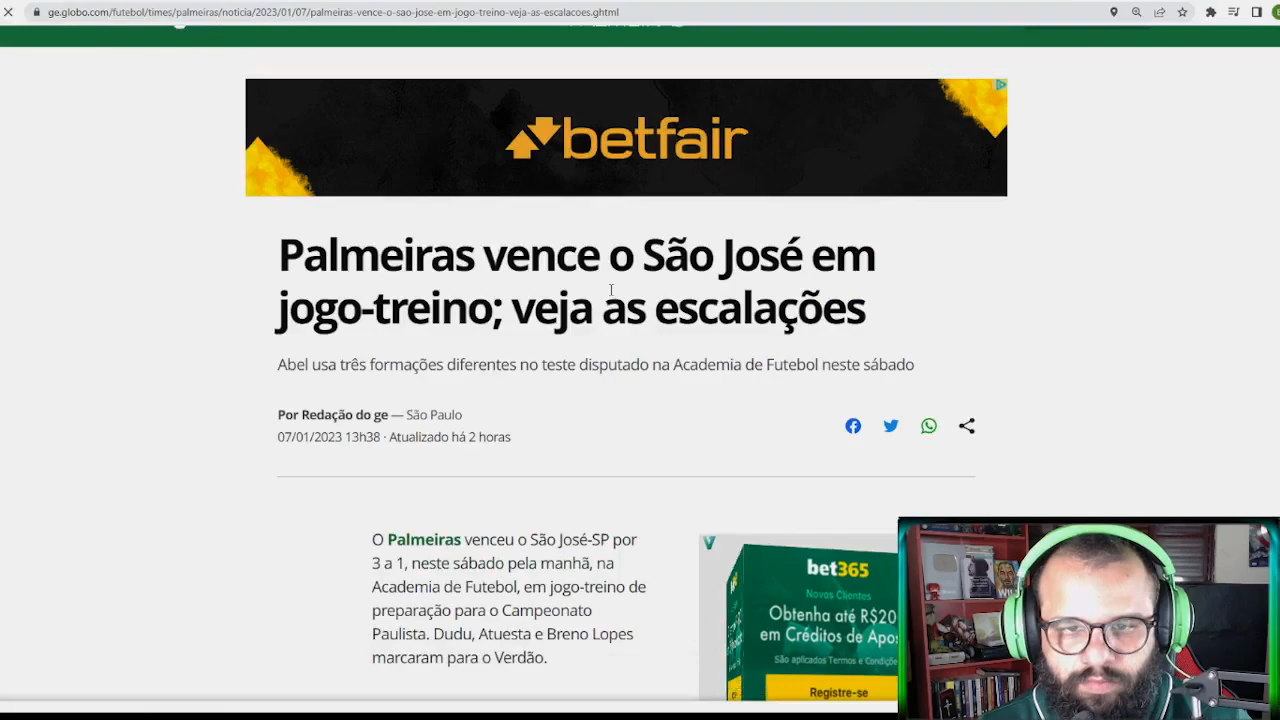 ge.globo.com/futebol/times/palmeiras/noticia/2023/01/07/palmeiras-vence-o-sao-jose-em-jogo-treino-veja-as-escalacoes.ghtml
betfair
Palmeiras vence o São José em
jogo-treino; veja as escalações
Abel usa três formações diferentes no teste disputado na Academia de Futebol neste sábado
Por Redação do ge — São Paulo
07/01/2023 13h38 · Atualizado há 2 horas
O Palmeiras venceu o São José-SP por
3 a 1, neste sábado pela manhã, na
Academia de Futebol, em jogo-treino de
preparação para o Campeonato
Paulista. Dudu, Atuesta e Breno Lopes
marcaram para o Verdão.
bet365
Novos Clientes
Obtenha até R$20
em Créditos de Apos
São aplicados Termos e Condiçõe
Registre-se